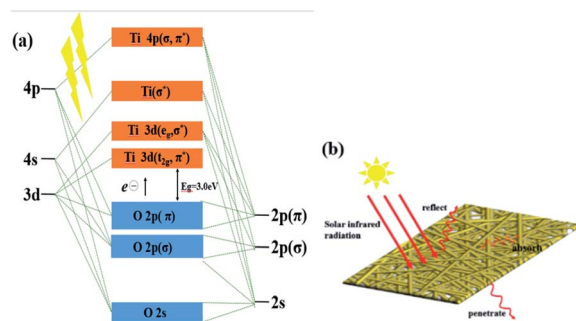 (a)
Ti 4p(σ, π*)
4p
Ti(σ*)
Ti 3d(eg,σ*)
4s
Ti 3d(t2g, π*)
3d
e⊖
Eg=3.0eV
O 2p( π)
2p(π)
O 2p(σ)
2p(σ)
2s
O 2s
(b)
reflect
Solar infrared
radiation
absorb
penetrate